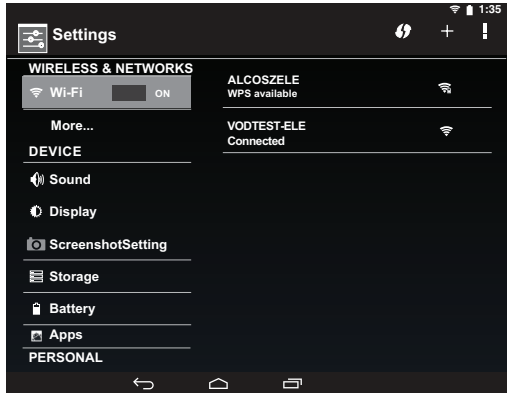 1:35
Settings
WIRELESS & NETWORKS
Wi-Fi ON
More...
DEVICE
Sound
Display
ScreenshotSetting
Storage
Battery
Apps
PERSONAL
ALCOSZELE
WPS available
VODTEST-ELE
Connected